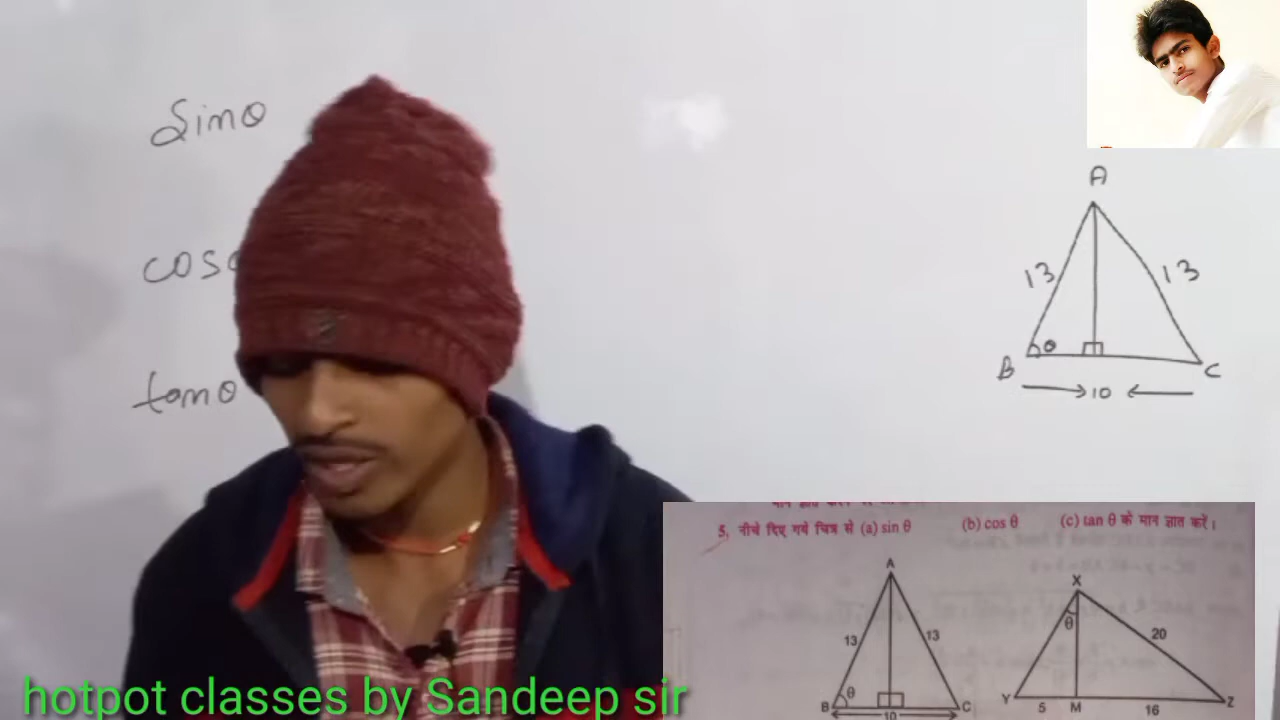 Sinθ
cosθ
tanθ
A
13 13
B θ C
10
5. नीचे दिए गये चित्र से (a) sin θ (b) cos θ (c) tan θ के मान ज्ञात करें।
A
13 13
B θ C
10
X
θ
20
Y 5 M 16 Z
hotpot classes by Sandeep sir